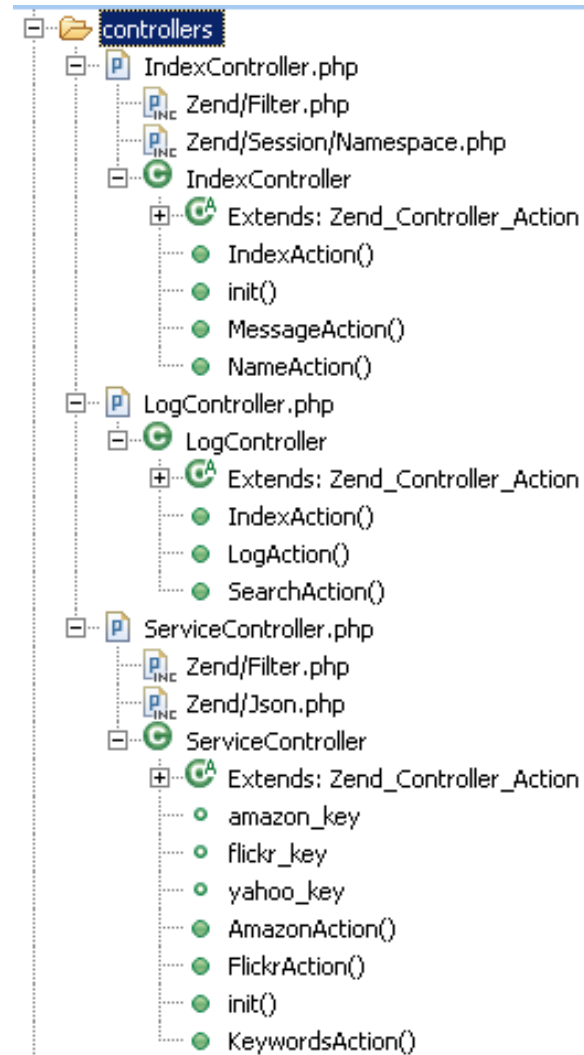 controllers
IndexController.php
Zend/Filter.php
Zend/Session/Namespace.php
IndexController
Extends: Zend_Controller_Action
IndexAction()
init()
MessageAction()
NameAction()
LogController.php
LogController
Extends: Zend_Controller_Action
IndexAction()
LogAction()
SearchAction()
ServiceController.php
Zend/Filter.php
Zend/Json.php
ServiceController
Extends: Zend_Controller_Action
amazon_key
flickr_key
yahoo_key
AmazonAction()
FlickrAction()
init()
KeywordsAction()